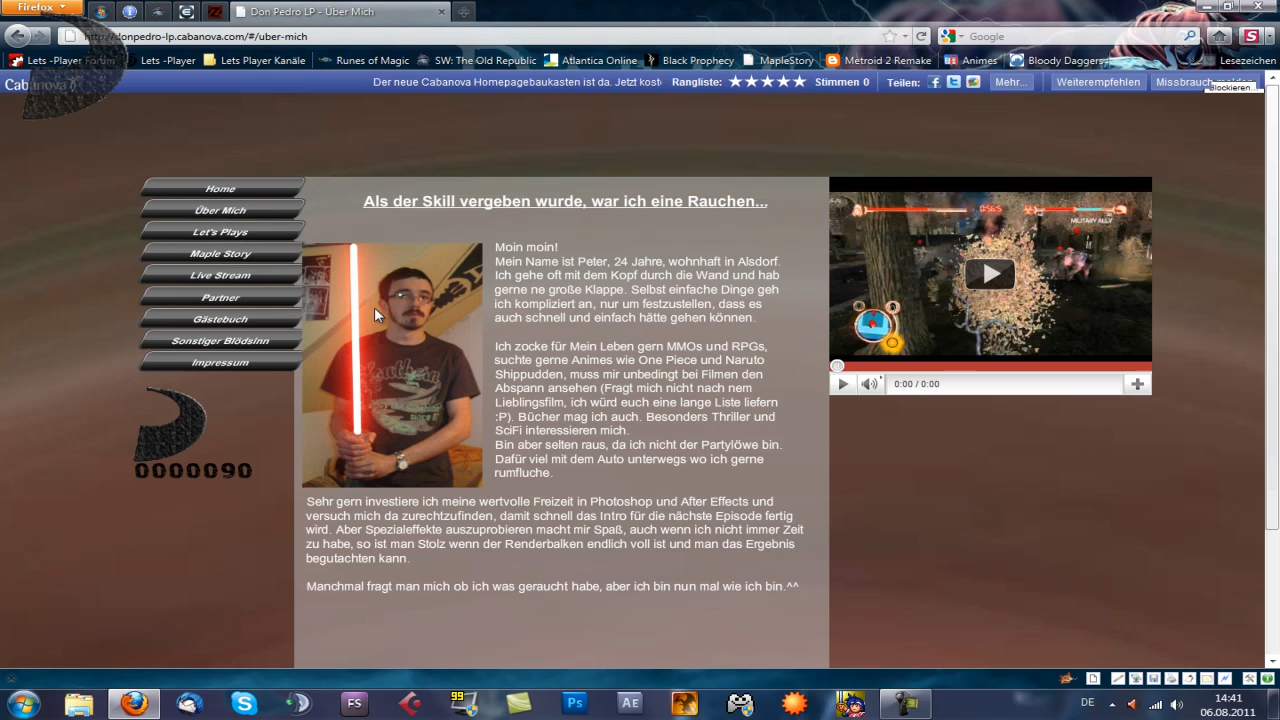 Firefox
Don Pedro LP - Über Mich
http://donpedro-lp.cabanova.com/#/uber-mich
Google
Lets -Player Forum
Lets -Player
Lets Player Kanäle
Runes of Magic
SW: The Old Republic
Atlantica Online
Black Prophecy
MapleStory
Metroid 2 Remake
Animes
Bloody Daggers
Lesezeichen
Cabanova
Der neue Cabanova Homepagebaukasten ist da. Jetzt kost
Rangliste:
Stimmen 0
Teilen:
Mehr...
Weiterempfehlen
Missbrauch melden
Blockieren...
Home
Über Mich
Let's Plays
Maple Story
Live Stream
Partner
Gästebuch
Sonstiger Blödsinn
Impressum
0000090
Als der Skill vergeben wurde, war ich eine Rauchen...
Moin moin!
Mein Name ist Peter, 24 Jahre, wohnhaft in Alsdorf.
Ich gehe oft mit dem Kopf durch die Wand und hab
gerne ne große Klappe. Selbst einfache Dinge geh
ich kompliziert an, nur um festzustellen, dass es
auch schnell und einfach hätte gehen können.
Ich zocke für Mein Leben gern MMOs und RPGs,
suchte gerne Animes wie One Piece und Naruto
Shippudden, muss mir unbedingt bei Filmen den
Abspann ansehen (Fragt mich nicht nach nem
Lieblingsfilm, ich würd euch eine lange Liste liefern
:P). Bücher mag ich auch. Besonders Thriller und
SciFi interessieren mich.
Bin aber selten raus, da ich nicht der Partylöwe bin.
Dafür viel mit dem Auto unterwegs wo ich gerne
rumfluche.
Sehr gern investiere ich meine wertvolle Freizeit in Photoshop und After Effects und
versuch mich da zurechtzufinden, damit schnell das Intro für die nächste Episode fertig
wird. Aber Spezialeffekte auszuprobieren macht mir Spaß, auch wenn ich nicht immer Zeit
zu habe, so ist man Stolz wenn der Renderbalken endlich voll ist und man das Ergebnis
begutachten kann.
Manchmal fragt man mich ob ich was geraucht habe, aber ich bin nun mal wie ich bin.^^
MILITARY ALLY
0:00 / 0:00
FS
99
Ps
AE
DE
14:41
06.08.2011